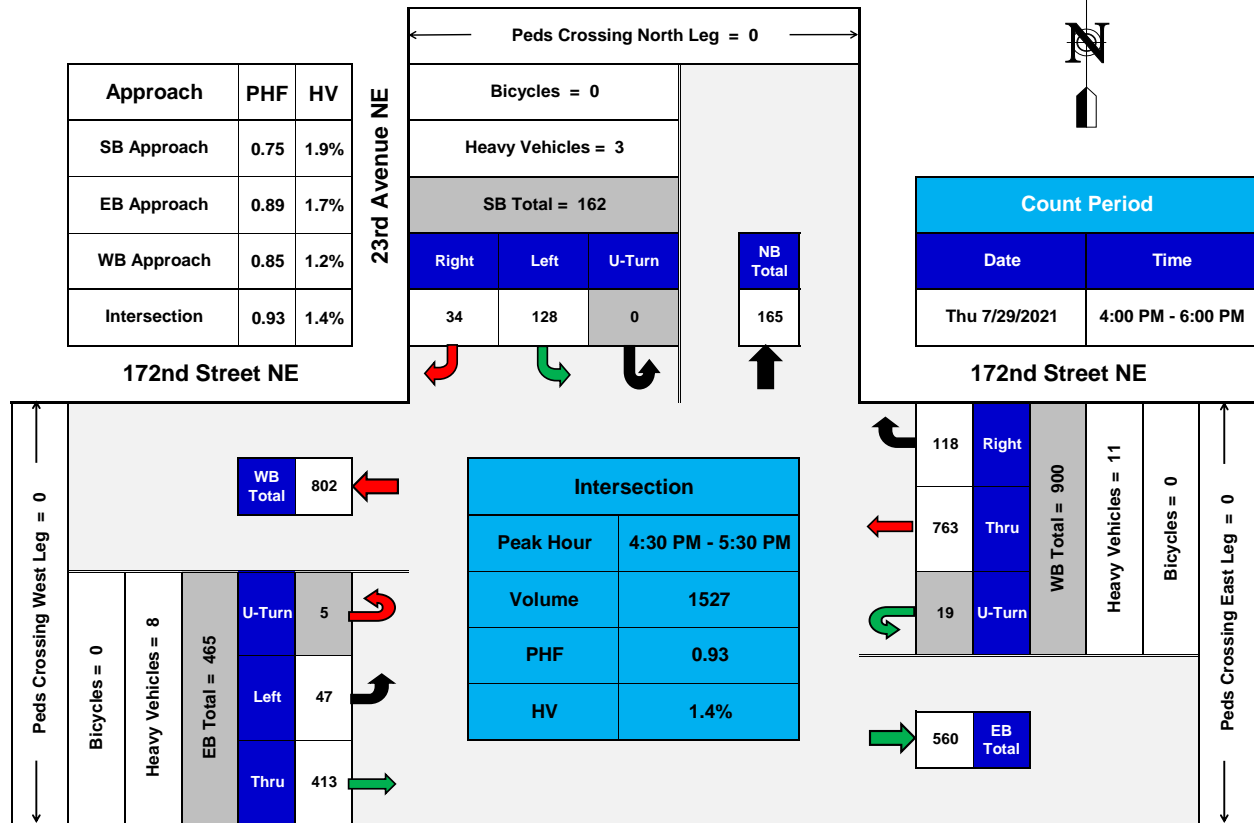 Peds Crossing North Leg = 0
N
Approach PHF HV
SB Approach 0.75 1.9%
EB Approach 0.89 1.7%
WB Approach 0.85 1.2%
Intersection 0.93 1.4%
23rd Avenue NE
Bicycles = 0
Heavy Vehicles = 3
SB Total = 162
Right Left U-Turn
34 128 0
NB
Total
165
Count Period
Date Time
Thu 7/29/2021 4:00 PM - 6:00 PM
172nd Street NE
172nd Street NE
Peds Crossing West Leg = 0
WB
Total
802
Bicycles = 0
Heavy Vehicles = 8
EB Total = 465
U-Turn 5
Left 47
Thru 413
Intersection
Peak Hour 4:30 PM - 5:30 PM
Volume 1527
PHF 0.93
HV 1.4%
118 Right
763 Thru
19 U-Turn
WB Total = 900
Heavy Vehicles = 11
Bicycles = 0
Peds Crossing East Leg = 0
560
EB
Total